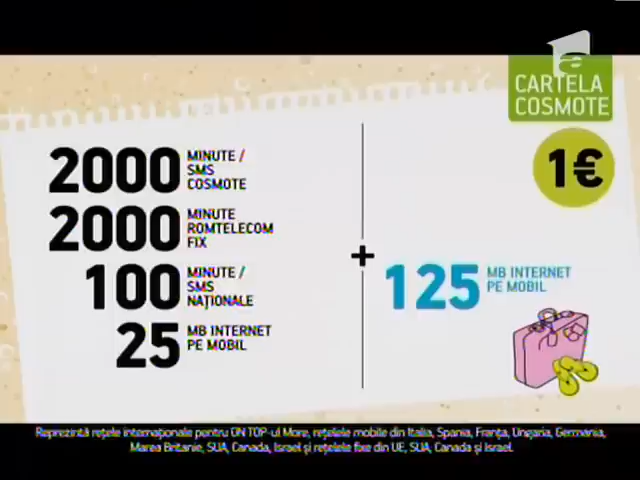 CARTELA
COSMOTE
1€
2000 MINUTE /
SMS
COSMOTE
2000 MINUTE
ROMTELECOM
FIX
100 MINUTE /
SMS
NAȚIONALE
25 MB INTERNET
PE MOBIL
+
125 MB INTERNET
PE MOBIL
Reprezintă rețele internaționale pentru ON TOP-ul More, rețelele mobile din Italia, Spania, Franța, Ungaria, Germania,
Marea Britanie, SUA, Canada, Israel și rețelele fixe din UE, SUA, Canada și Israel.